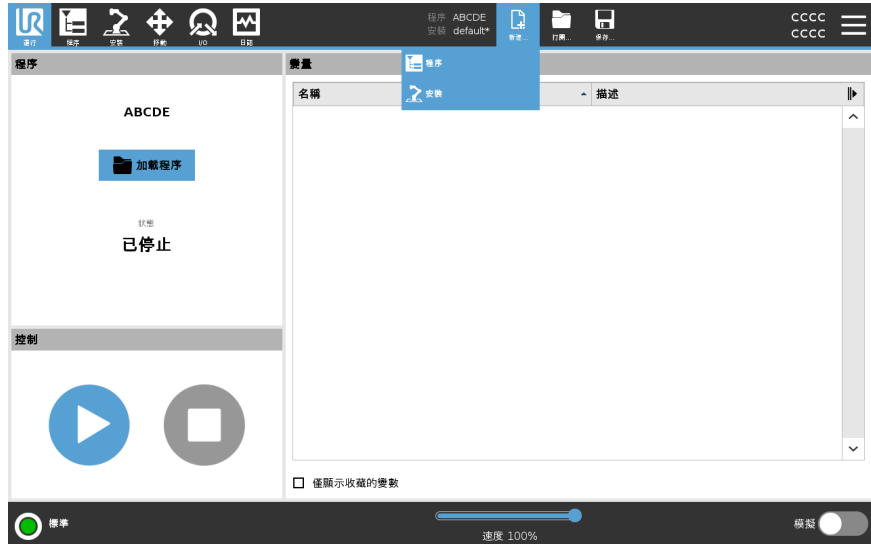 運行
程序
安裝
移動
I/O
日誌
程序 ABCDE
安裝 default*
新建...
打開...
保存...
CCCC
CCCC
程序
安裝
程序
ABCDE
加載程序
狀態
已停止
變量
名稱
描述
控制
僅顯示收藏的變數
標準
速度 100%
模擬